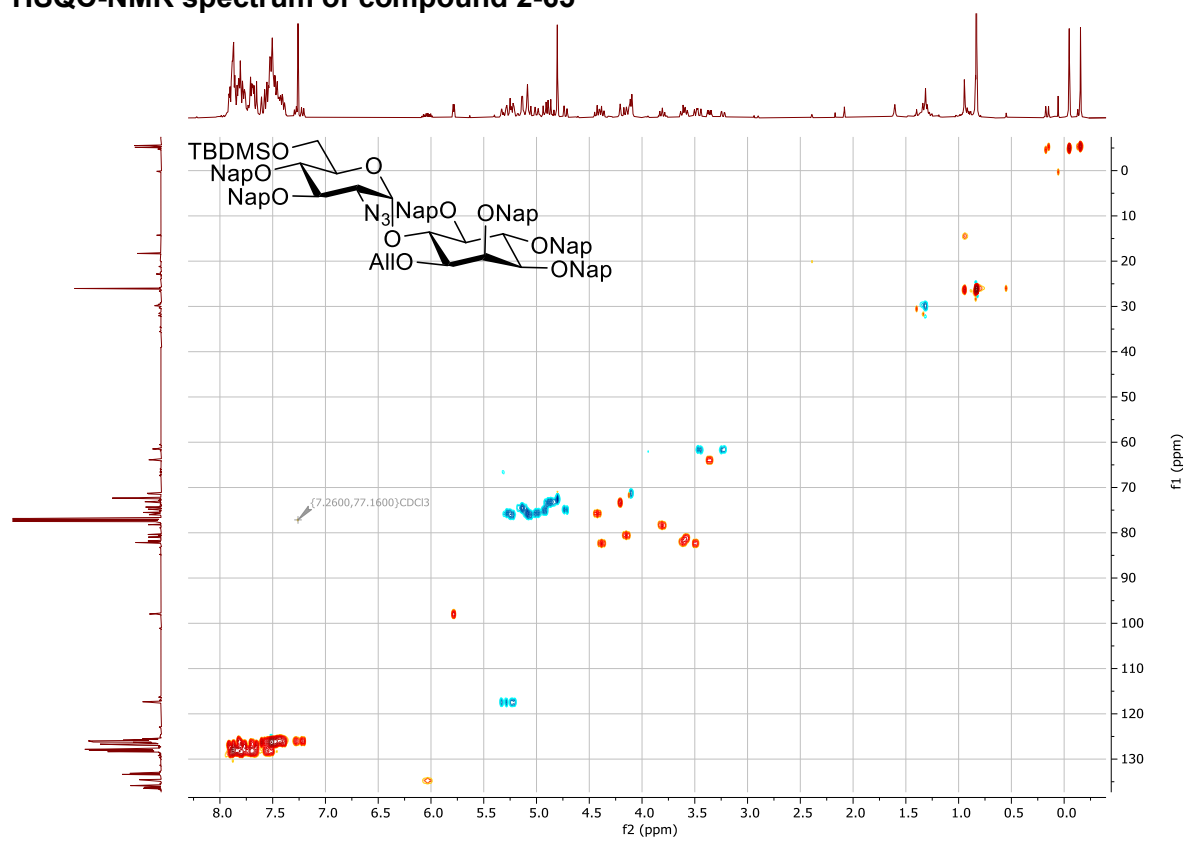 HSQC-NMR spectrum of compound 2-63
TBDMSO
O
NapO
NapO
N3
NapO
ONap
O
ONap
AllO
ONap
{7.2600,77.1600}CDCl3
0
10
20
30
40
50
60
70
80
90
100
110
120
130
f1 (ppm)
8.0 7.5 7.0 6.5 6.0 5.5 5.0 4.5 4.0 3.5 3.0 2.5 2.0 1.5 1.0 0.5 0.0
f2 (ppm)